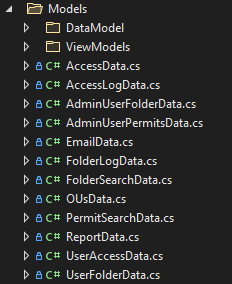 Models
DataModel
ViewModels
C# AccessData.cs
C# AccessLogData.cs
C# AdminUserFolderData.cs
C# AdminUserPermitsData.cs
C# EmailData.cs
C# FolderLogData.cs
C# FolderSearchData.cs
C# OUsData.cs
C# PermitSearchData.cs
C# ReportData.cs
C# UserAccessData.cs
C# UserFolderData.cs